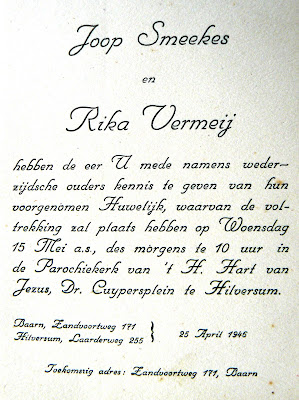 Joop Smeekes
en
Rika Vermeij
hebben de eer U mede namens weder-
zijdsche ouders kennis te geven van hun
voorgenomen Huwelijk, waarvan de vol-
trekking zal plaats hebben op Woensdag
15 Mei a.s., des morgens te 10 uur in
de Parochiekerk van 't H. Hart van
Jezus, Dr. Cuypersplein te Hilversum.
Baarn, Zandvoortweg 171
Hilversum, Laarderweg 255 } 25 April 1946
Toekomstig adres: Zandvoortweg 171, Baarn